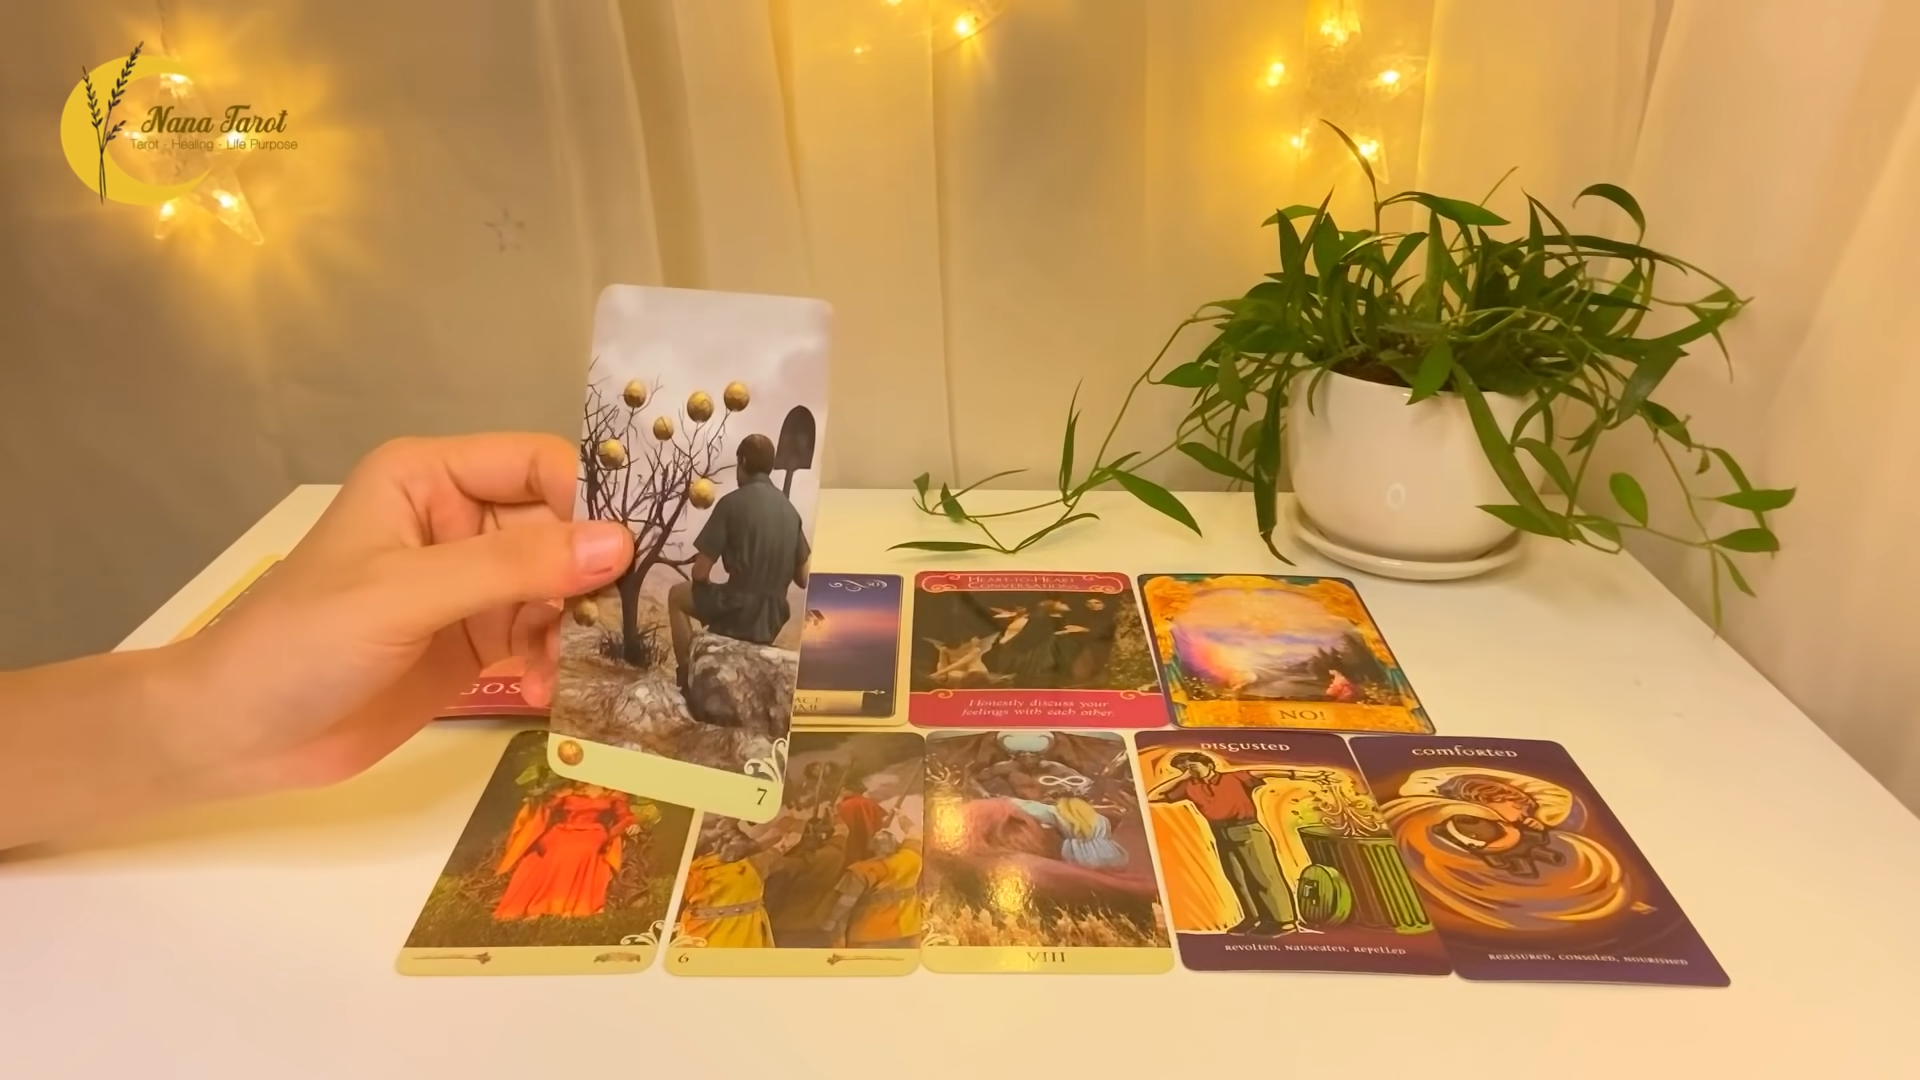 Nana Tarot
Tarot - Healing - Life Purpose
HEART-TO-HEART
CONVERSATIONS
Honestly discuss your
feelings with each other.
NO!
7
DISGUSTED
COMFORTED
6
VIII
REVOLTED, NAUSEATED, REPELLED
REASSURED, CONSOLED, NOURISHED